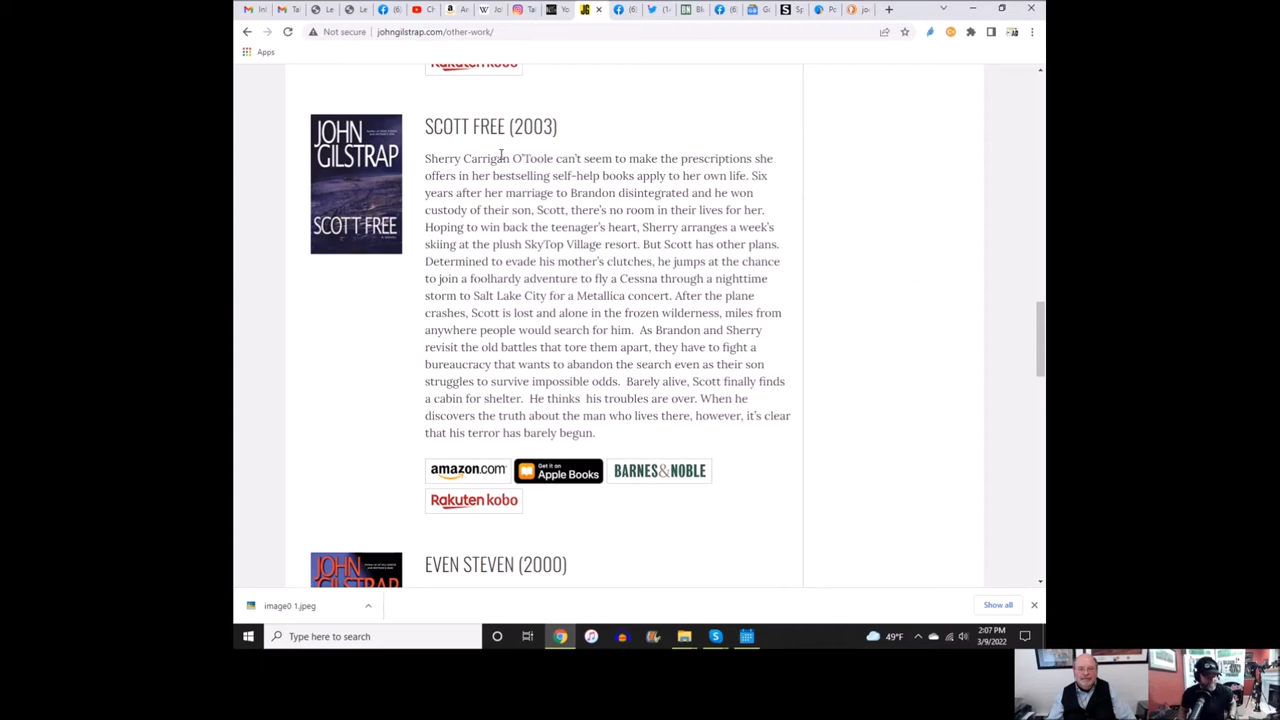 Not secure johngilstrap.com/other-work/
Apps
Rakuten kobo
JOHN
GILSTRAP
SCOTT FREE
SCOTT FREE (2003)
Sherry Carrigan O'Toole can't seem to make the prescriptions she
offers in her bestselling self-help books apply to her own life. Six
years after her marriage to Brandon disintegrated and he won
custody of their son, Scott, there's no room in their lives for her.
Hoping to win back the teenager's heart, Sherry arranges a week's
skiing at the plush SkyTop Village resort. But Scott has other plans.
Determined to evade his mother's clutches, he jumps at the chance
to join a foolhardy adventure to fly a Cessna through a nighttime
storm to Salt Lake City for a Metallica concert. After the plane
crashes, Scott is lost and alone in the frozen wilderness, miles from
anywhere people would search for him. As Brandon and Sherry
revisit the old battles that tore them apart, they have to fight a
bureaucracy that wants to abandon the search even as their son
struggles to survive impossible odds. Barely alive, Scott finally finds
a cabin for shelter. He thinks his troubles are over. When he
discovers the truth about the man who lives there, however, it's clear
that his terror has barely begun.
amazon.com Get it on Apple Books BARNES&NOBLE
Rakuten kobo
JOHN
GILSTRAP
EVEN STEVEN (2000)
image0 1.jpeg
Show all
Type here to search
49°F
2:07 PM
3/9/2022